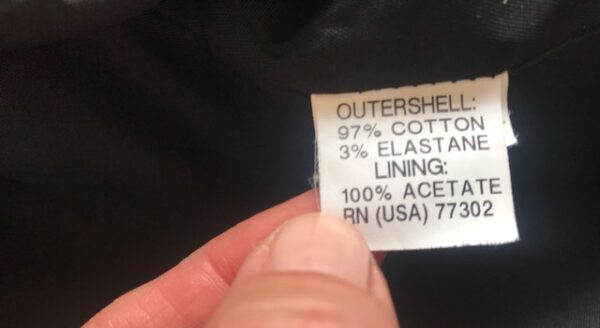 OUTERSHELL:
97% COTTON
3% ELASTANE
LINING:
100% ACETATE
RN (USA) 77302